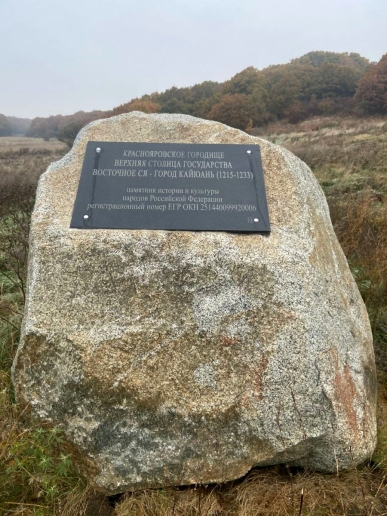 КРАСНОЯРОВСКОЕ ГОРОДИЩЕ
ВЕРХНЯЯ СТОЛИЦА ГОСУДАРСТВА
ВОСТОЧНОЕ СЯ - ГОРОД КАЙЮАНЬ (1215-1233)
памятник истории и культуры
народов Российской Федерации
регистрационный номер ЕГР ОКН 251440099920006